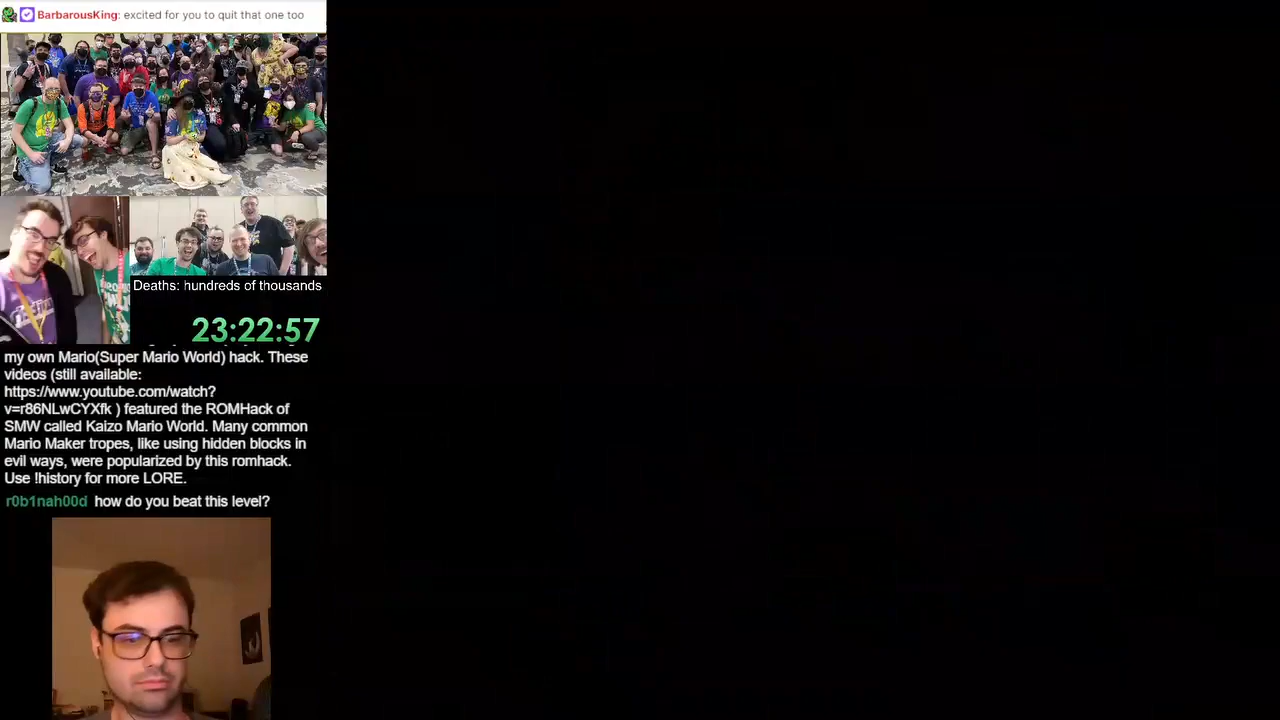 BarbarousKing: excited for you to quit that one too
Deaths: hundreds of thousands
23:22:57
my own Mario(Super Mario World) hack. These
videos (still available:
https://www.youtube.com/watch?
v=r86NLwCYXfk ) featured the ROMHack of
SMW called Kaizo Mario World. Many common
Mario Maker tropes, like using hidden blocks in
evil ways, were popularized by this romhack.
Use !history for more LORE.
r0b1nah00d how do you beat this level?